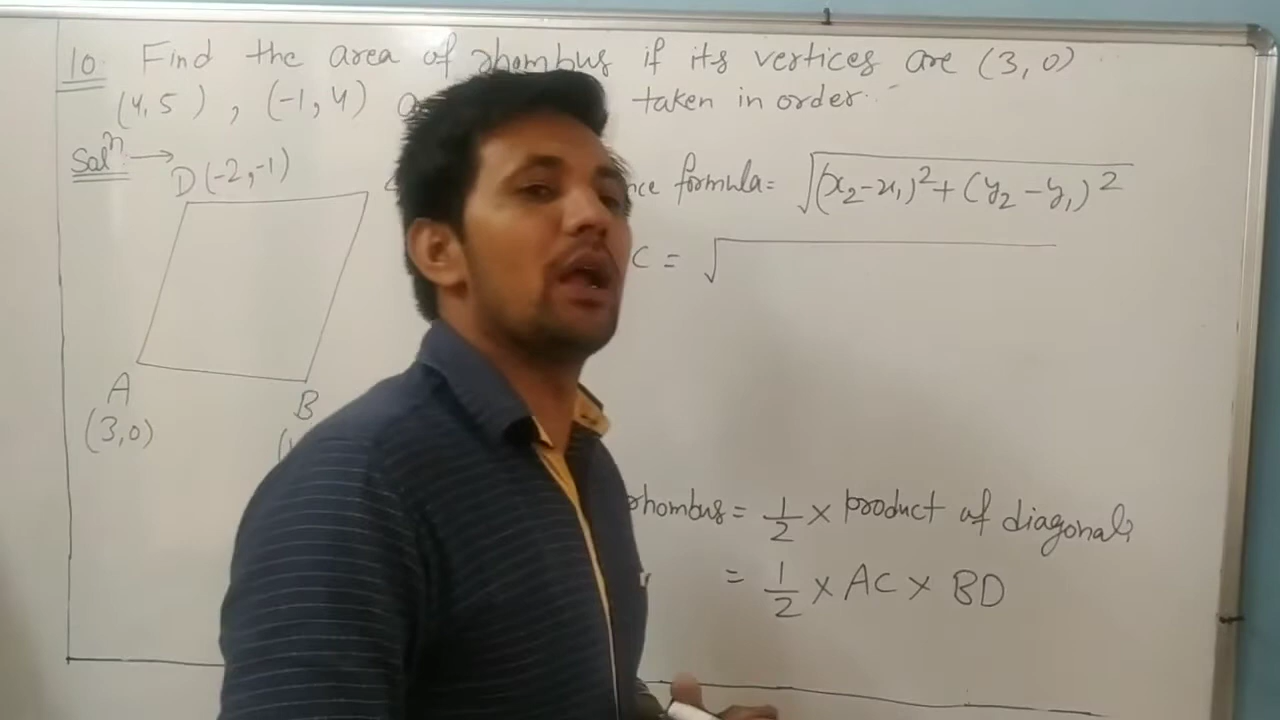 10. Find the area of rhombus if its vertices are (3,0)
(4,5), (-1,4) taken in order.
Solⁿ. → D(-2,-1)
formula = √(x₂-x₁)²+(y₂-y₁)²
C = √
A
B
(3,0)
rhombus = 1/2 × product of diagonals
= 1/2 × AC × BD